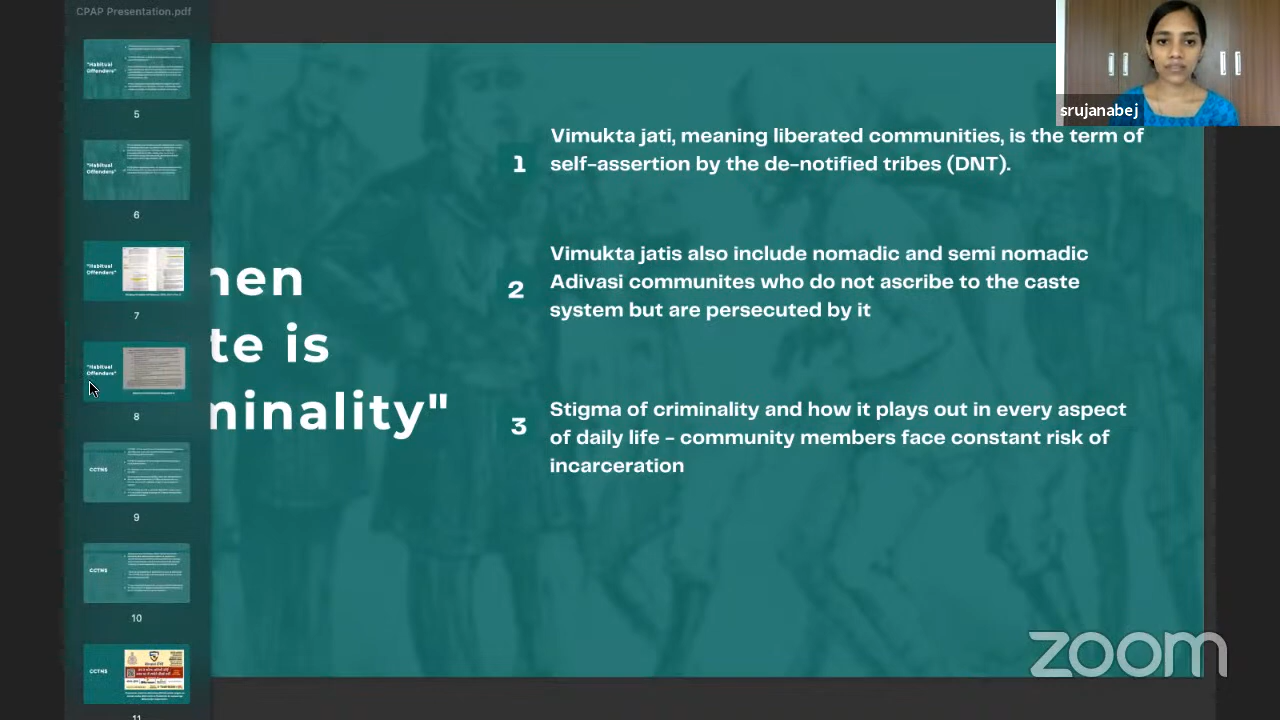 CPAP Presentation.pdf
"Habitual
Offenders"
5
"Habitual
Offenders"
6
"Habitual
Offenders"
7
"Habitual
Offenders"
8
CCTNS
9
CCTNS
10
CCTNS
11
hen
te is
minality"
1
Vimukta jati, meaning liberated communities, is the term of
self-assertion by the de-notified tribes (DNT).
2
Vimukta jatis also include nomadic and semi nomadic
Adivasi communites who do not ascribe to the caste
system but are persecuted by it
3
Stigma of criminality and how it plays out in every aspect
of daily life - community members face constant risk of
incarceration
srujanabej
zoom